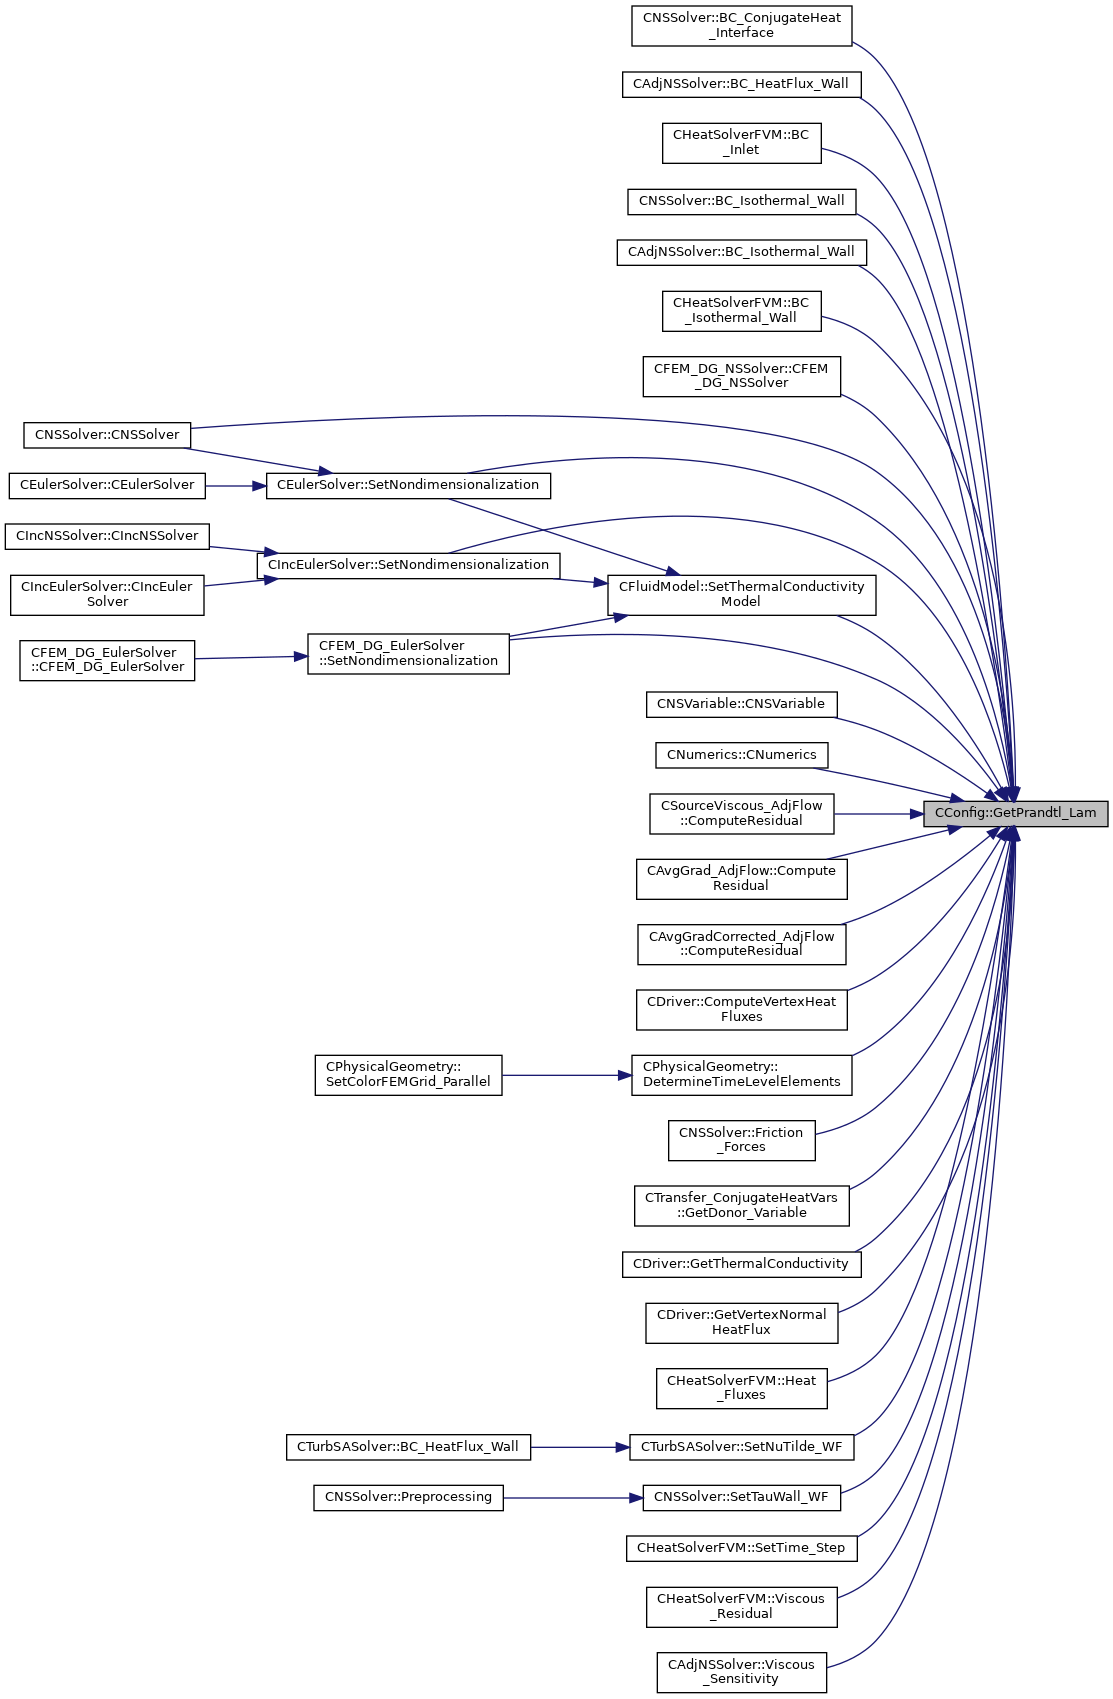 CNSSolver::BC_ConjugateHeat
_Interface
CAdjNSSolver::BC_HeatFlux_Wall
CHeatSolverFVM::BC
_Inlet
CNSSolver::BC_Isothermal_Wall
CAdjNSSolver::BC_Isothermal_Wall
CHeatSolverFVM::BC
_Isothermal_Wall
CFEM_DG_NSSolver::CFEM
_DG_NSSolver
CNSSolver::CNSSolver
CEulerSolver::CEulerSolver
CEulerSolver::SetNondimensionalization
CIncNSSolver::CIncNSSolver
CIncEulerSolver::SetNondimensionalization
CIncEulerSolver::CIncEuler
Solver
CFluidModel::SetThermalConductivity
Model
CFEM_DG_EulerSolver
::CFEM_DG_EulerSolver
CFEM_DG_EulerSolver
::SetNondimensionalization
CNSVariable::CNSVariable
CNumerics::CNumerics
CSourceViscous_AdjFlow
::ComputeResidual
CConfig::GetPrandtl_Lam
CAvgGrad_AdjFlow::Compute
Residual
CAvgGradCorrected_AdjFlow
::ComputeResidual
CDriver::ComputeVertexHeat
Fluxes
CPhysicalGeometry::
SetColorFEMGrid_Parallel
CPhysicalGeometry::
DetermineTimeLevelElements
CNSSolver::Friction
_Forces
CTransfer_ConjugateHeatVars
::GetDonor_Variable
CDriver::GetThermalConductivity
CDriver::GetVertexNormal
HeatFlux
CHeatSolverFVM::Heat
_Fluxes
CTurbSASolver::BC_HeatFlux_Wall
CTurbSASolver::SetNuTilde_WF
CNSSolver::Preprocessing
CNSSolver::SetTauWall_WF
CHeatSolverFVM::SetTime_Step
CHeatSolverFVM::Viscous
_Residual
CAdjNSSolver::Viscous
_Sensitivity